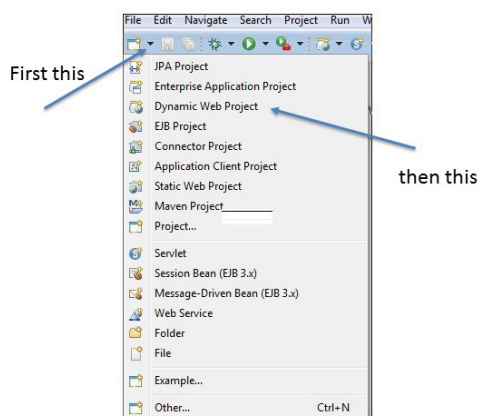 File Edit Navigate Search Project Run W
First this
JPA Project
Enterprise Application Project
Dynamic Web Project
EJB Project
Connector Project
Application Client Project
then this
Static Web Project
Maven Project
Project...
Servlet
Session Bean (EJB 3.x)
Message-Driven Bean (EJB 3.x)
Web Service
Folder
File
Example...
Other... Ctrl+N